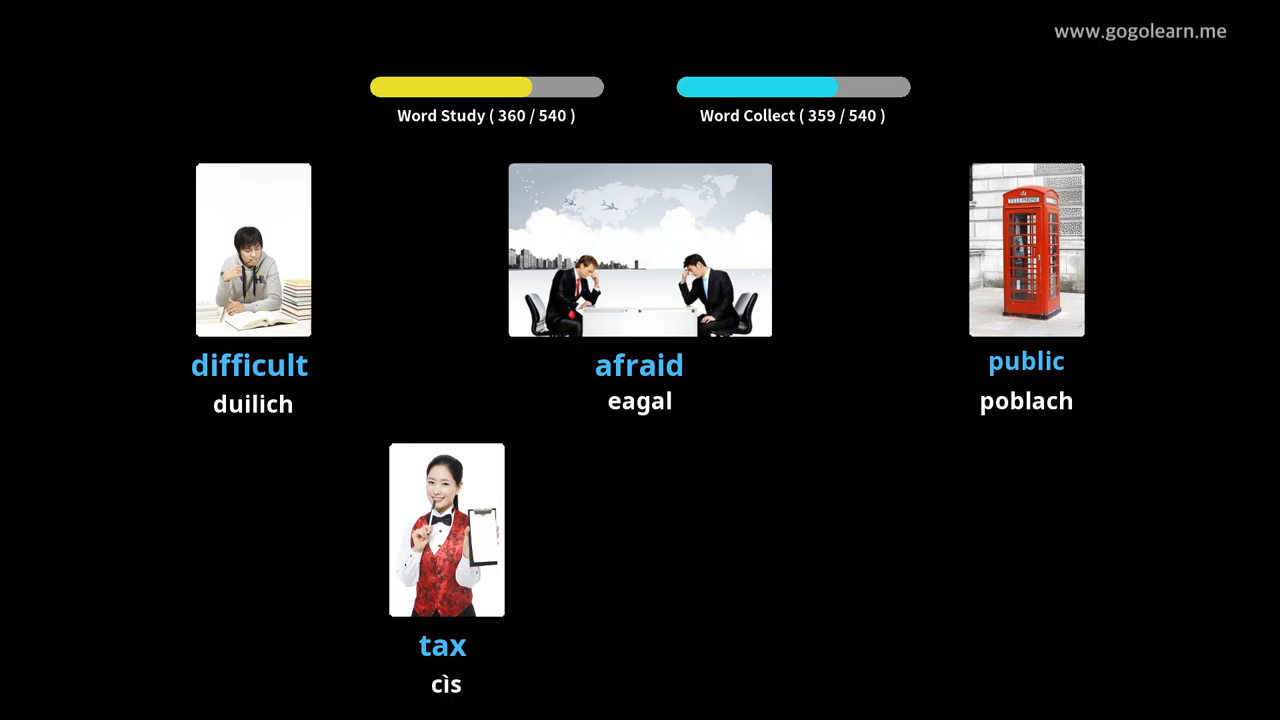 www.gogolearn.me
Word Study ( 360 / 540 )
Word Collect ( 359 / 540 )
TELEPHONE
difficult
afraid
public
duilich
eagal
poblach
tax
cìs